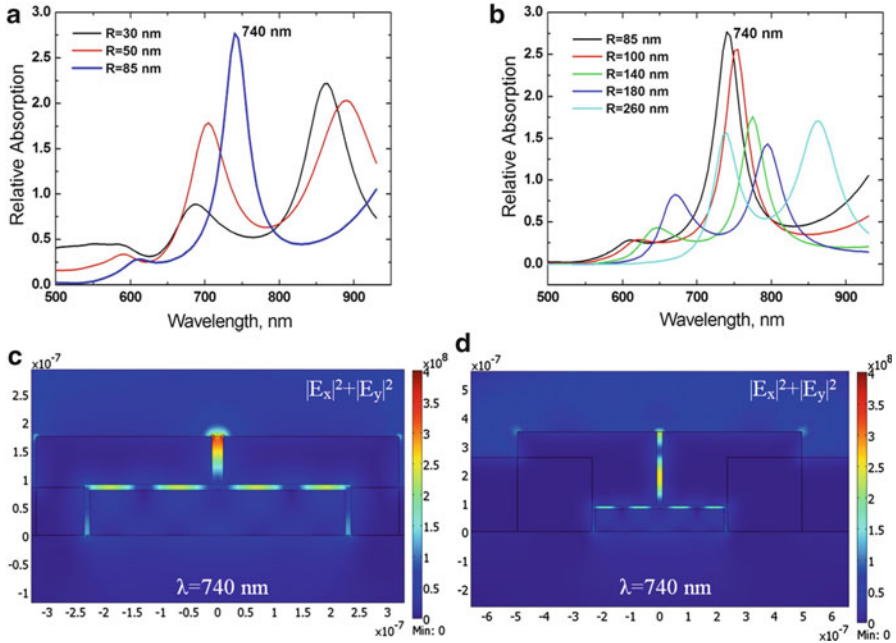 a
3.0
2.5
2.0
1.5
1.0
0.5
0.0
Relative Absorption
R=30 nm
R=50 nm
R=85 nm
740 nm
500 600 700 800 900
Wavelength, nm
b
3.0
2.5
2.0
1.5
1.0
0.5
0.0
Relative Absorption
R=85 nm
R=100 nm
R=140 nm
R=180 nm
R=260 nm
740 nm
500 600 700 800 900
Wavelength, nm
c
x10⁻⁷
2.5
2
1.5
1
0.5
0
-0.5
-1
|Eₓ|²+|Eᵧ|²
λ=740 nm
-3 -2.5 -2 -1.5 -1 -0.5 0 0.5 1 1.5 2 2.5 3
x10⁻⁷
x10⁸
4
3.5
3
2.5
2
1.5
1
0.5
0
Min: 0
d
x10⁻⁷
5
4
3
2
1
0
-1
-2
|Eₓ|²+|Eᵧ|²
λ=740 nm
-6 -5 -4 -3 -2 -1 0 1 2 3 4 5 6
x10⁻⁷
x10⁸
4
3.5
3
2.5
2
1.5
1
0.5
0
Min: 0